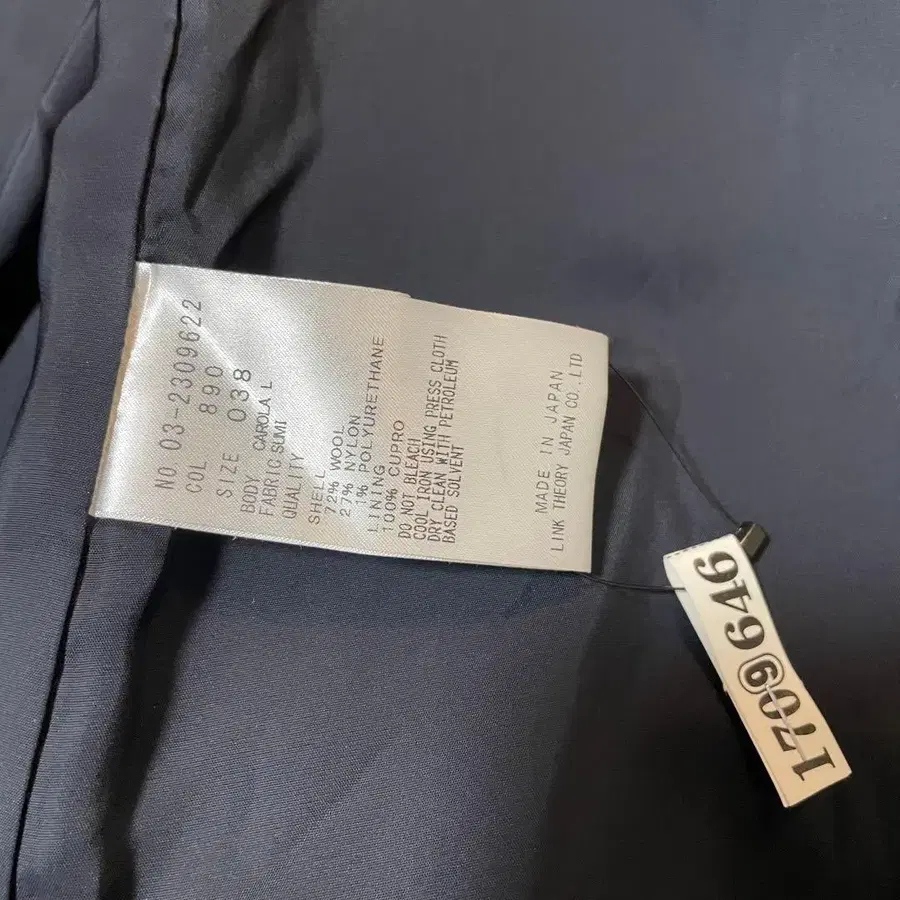 NO. 03-2309622
COL 890
SIZE 038
BODY CAROLA L
FABRIC SUMI
QUALITY
SHELL
72% WOOL
27% NYLON
1% POLYURETHANE
LINING
100% CUPRO
DO NOT BLEACH
COOL IRON USING PRESS CLOTH
DRY CLEAN WITH PETROLEUM
BASED SOLVENT
MADE IN JAPAN
LINK THEORY JAPAN CO., LTD
1709646